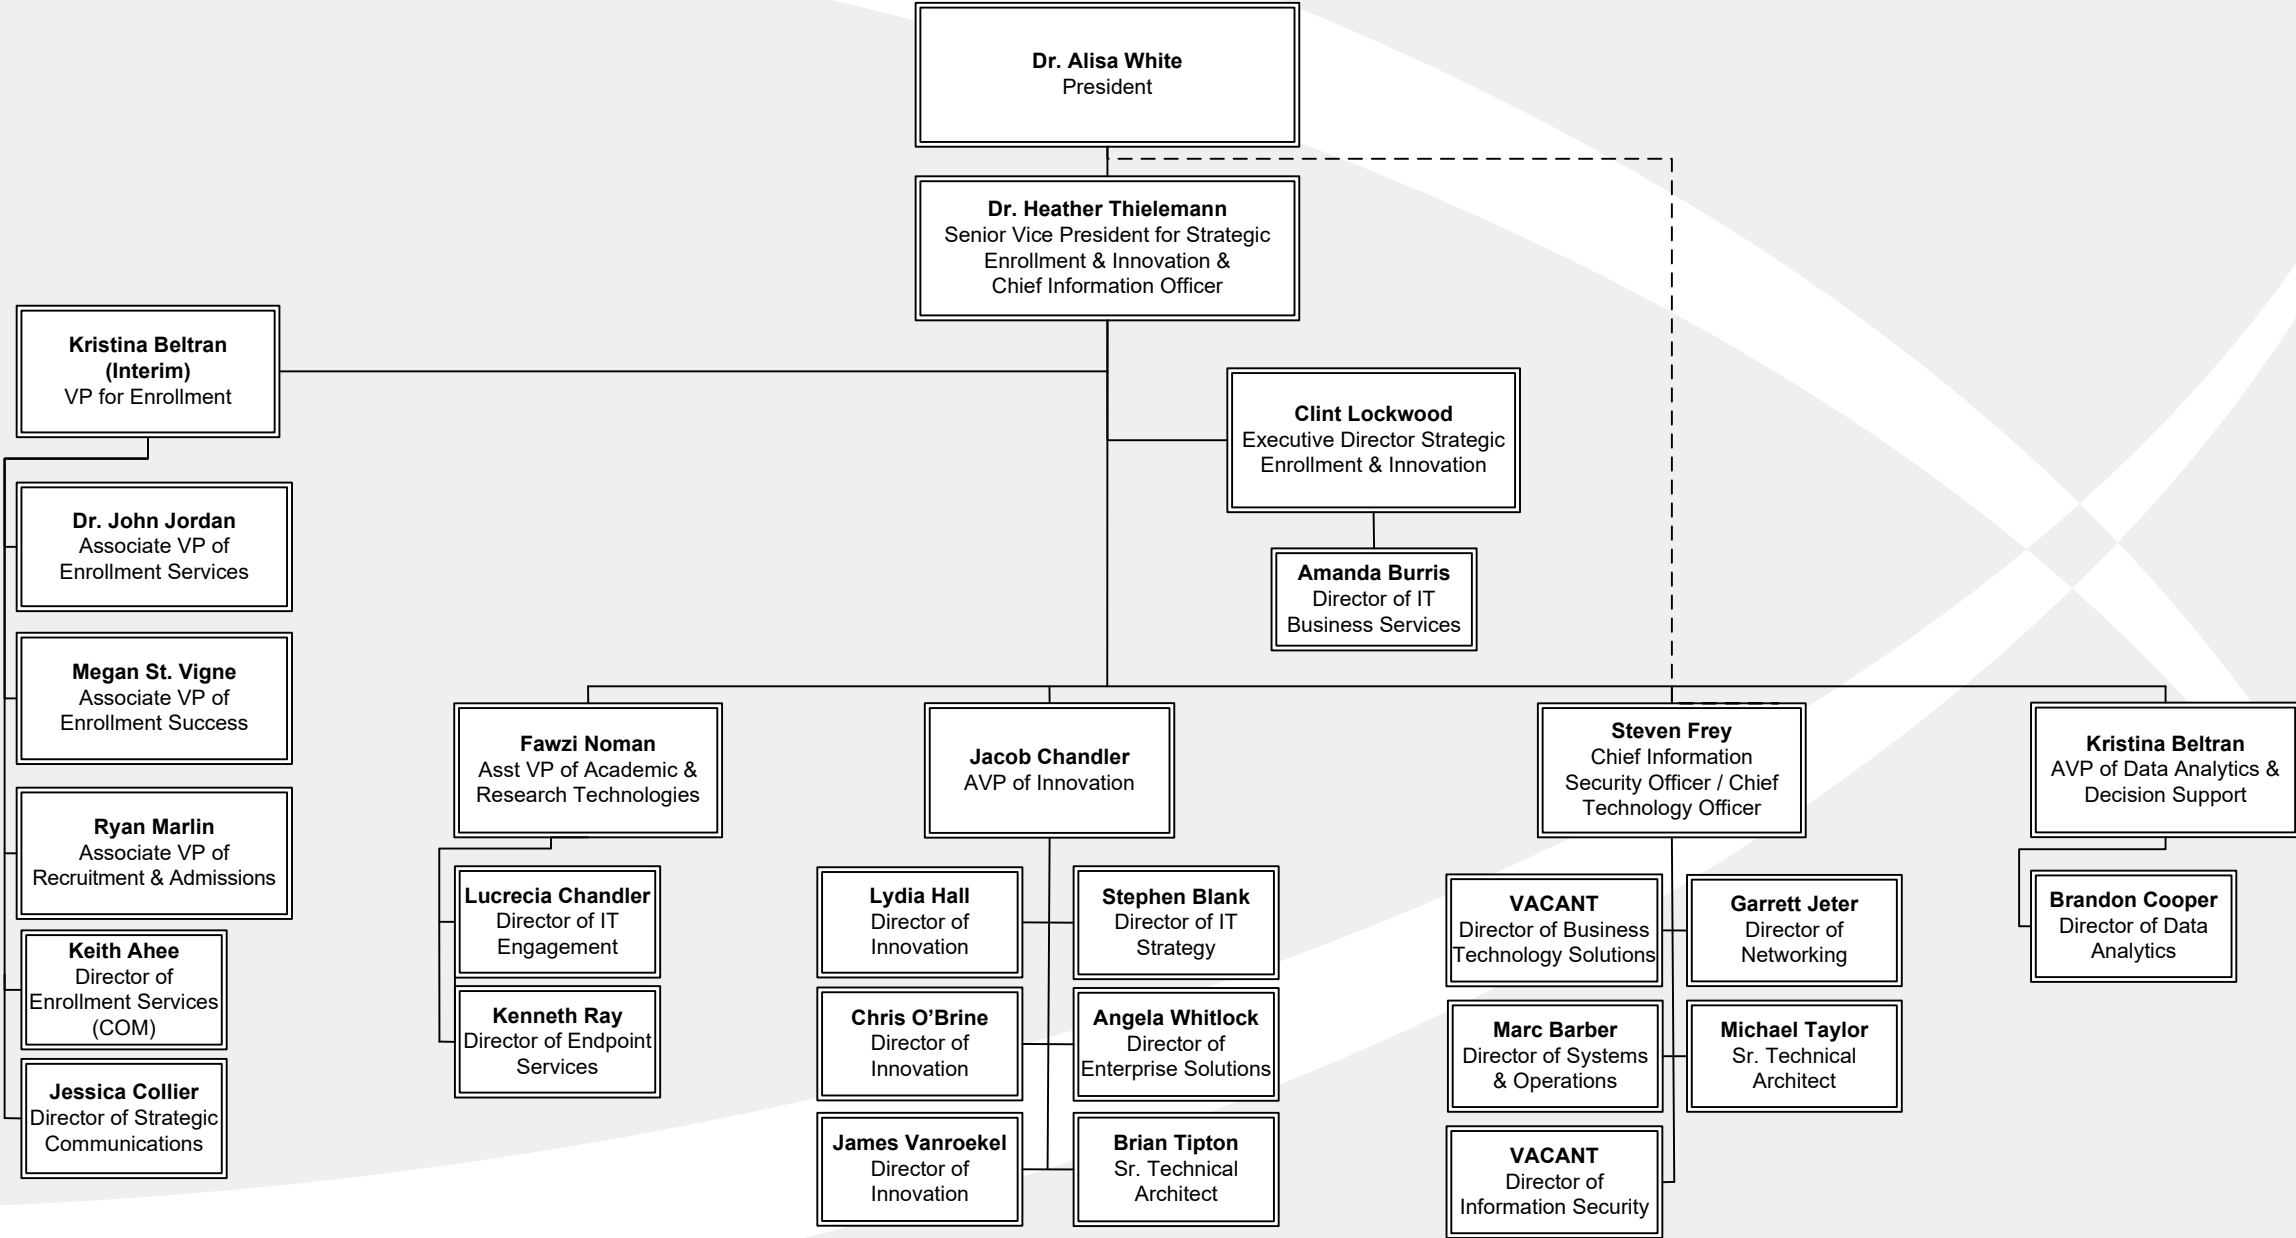 Dr. Alisa White
President
Dr. Heather Thielemann
Senior Vice President for Strategic
Enrollment & Innovation &
Chief Information Officer
Kristina Beltran
(Interim)
VP for Enrollment
Clint Lockwood
Executive Director Strategic
Enrollment & Innovation
Amanda Burris
Director of IT
Business Services
Dr. John Jordan
Associate VP of
Enrollment Services
Megan St. Vigne
Associate VP of
Enrollment Success
Ryan Marlin
Associate VP of
Recruitment & Admissions
Keith Ahee
Director of
Enrollment Services
(COM)
Jessica Collier
Director of Strategic
Communications
Fawzi Noman
Asst VP of Academic &
Research Technologies
Lucrecia Chandler
Director of IT
Engagement
Kenneth Ray
Director of Endpoint
Services
Jacob Chandler
AVP of Innovation
Lydia Hall
Director of
Innovation
Stephen Blank
Director of IT
Strategy
Chris O’Brine
Director of
Innovation
Angela Whitlock
Director of
Enterprise Solutions
James Vanroekel
Director of
Innovation
Brian Tipton
Sr. Technical
Architect
Steven Frey
Chief Information
Security Officer / Chief
Technology Officer
VACANT
Director of Business
Technology Solutions
Garrett Jeter
Director of
Networking
Marc Barber
Director of Systems
& Operations
Michael Taylor
Sr. Technical
Architect
VACANT
Director of
Information Security
Kristina Beltran
AVP of Data Analytics &
Decision Support
Brandon Cooper
Director of Data
Analytics